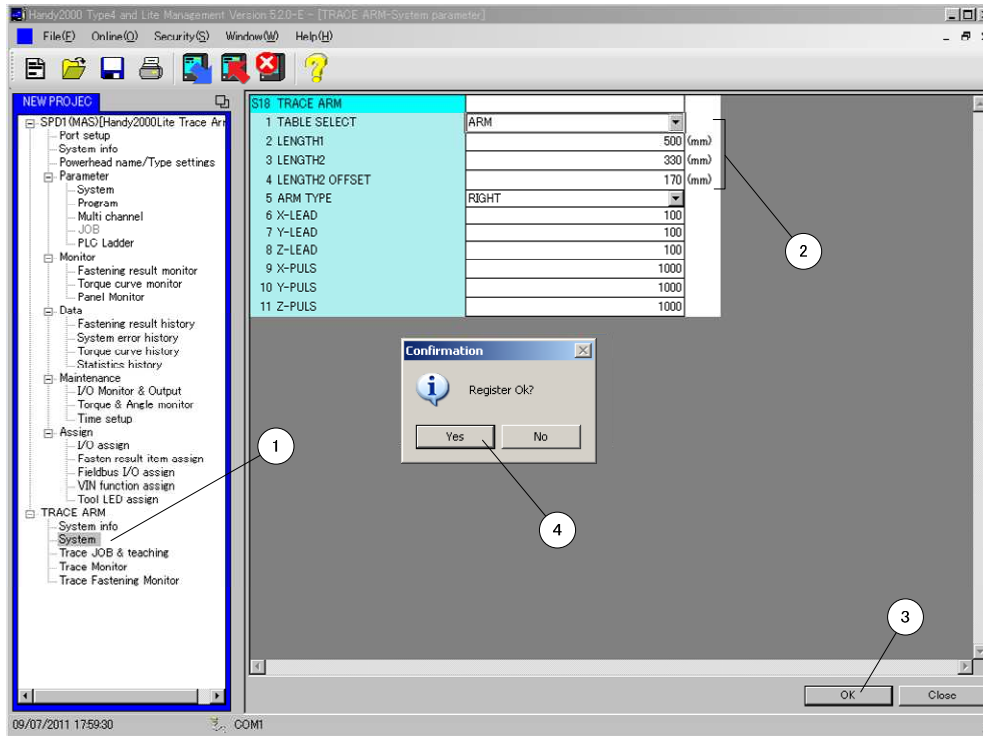 Handy2000 Type4 and Lite Management Version 5.2.0-E - [TRACE ARM-System parameter]
File(F) Online(O) Security(S) Window(W) Help(H)
NEW PROJEC
SPD1(MAS)[Handy2000Lite Trace Arr
Port setup
System info
Powerhead name/Type settings
Parameter
System
Program
Multi channel
JOB
PLC Ladder
Monitor
Fastening result monitor
Torque curve monitor
Panel Monitor
Data
Fastening result history
System error history
Torque curve history
Statistics history
Maintenance
I/O Monitor & Output
Torque & Angle monitor
Time setup
Assign
I/O assign
Fasten result item assign
Fieldbus I/O assign
VIN function assign
Tool LED assign
TRACE ARM
System info
System
Trace JOB & teaching
Trace Monitor
Trace Fastening Monitor
S18 TRACE ARM
1 TABLE SELECT ARM
2 LENGTH1 500 (mm)
3 LENGTH2 330 (mm)
4 LENGTH2 OFFSET 170 (mm)
5 ARM TYPE RIGHT
6 X-LEAD 100
7 Y-LEAD 100
8 Z-LEAD 100
9 X-PULS 1000
10 Y-PULS 1000
11 Z-PULS 1000
2
Confirmation
Register Ok?
Yes No
1
4
3
OK Close
09/07/2011 17:59:30 COM1